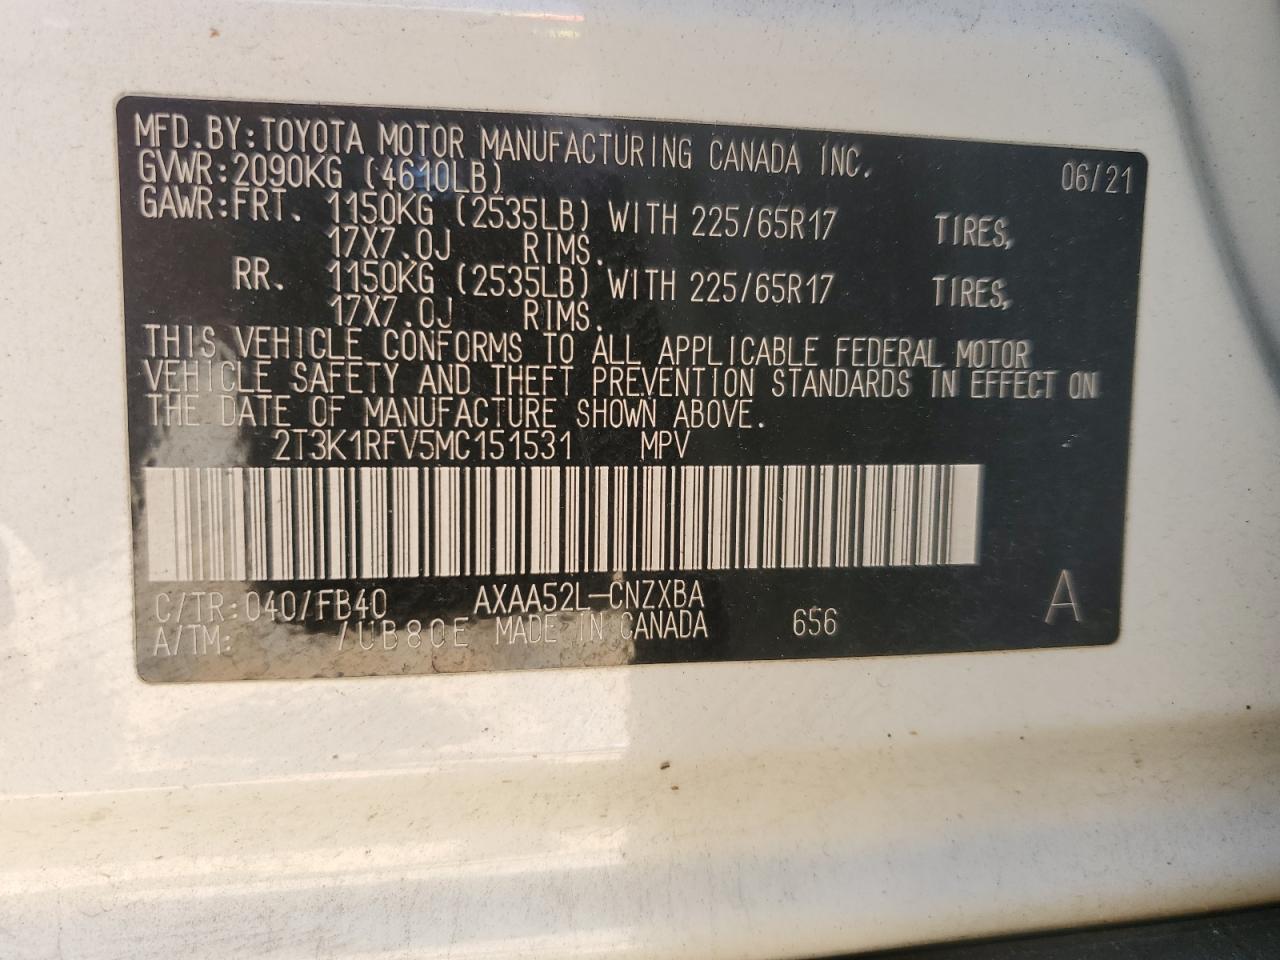 MFD.BY:TOYOTA MOTOR MANUFACTURING CANADA INC.
GVWR:2090KG (4610LB) 06/21
GAWR:FRT. 1150KG (2535LB) WITH 225/65R17 TIRES,
17X7.0J RIMS.
RR. 1150KG (2535LB) WITH 225/65R17 TIRES,
17X7.0J RIMS.
THIS VEHICLE CONFORMS TO ALL APPLICABLE FEDERAL MOTOR
VEHICLE SAFETY AND THEFT PREVENTION STANDARDS IN EFFECT ON
THE DATE OF MANUFACTURE SHOWN ABOVE.
2T3K1RFV5MC151531 MPV
C/TR:040/FB40 AXAA52L-CNZXBA A
A/TM: /UB80E MADE IN CANADA 656